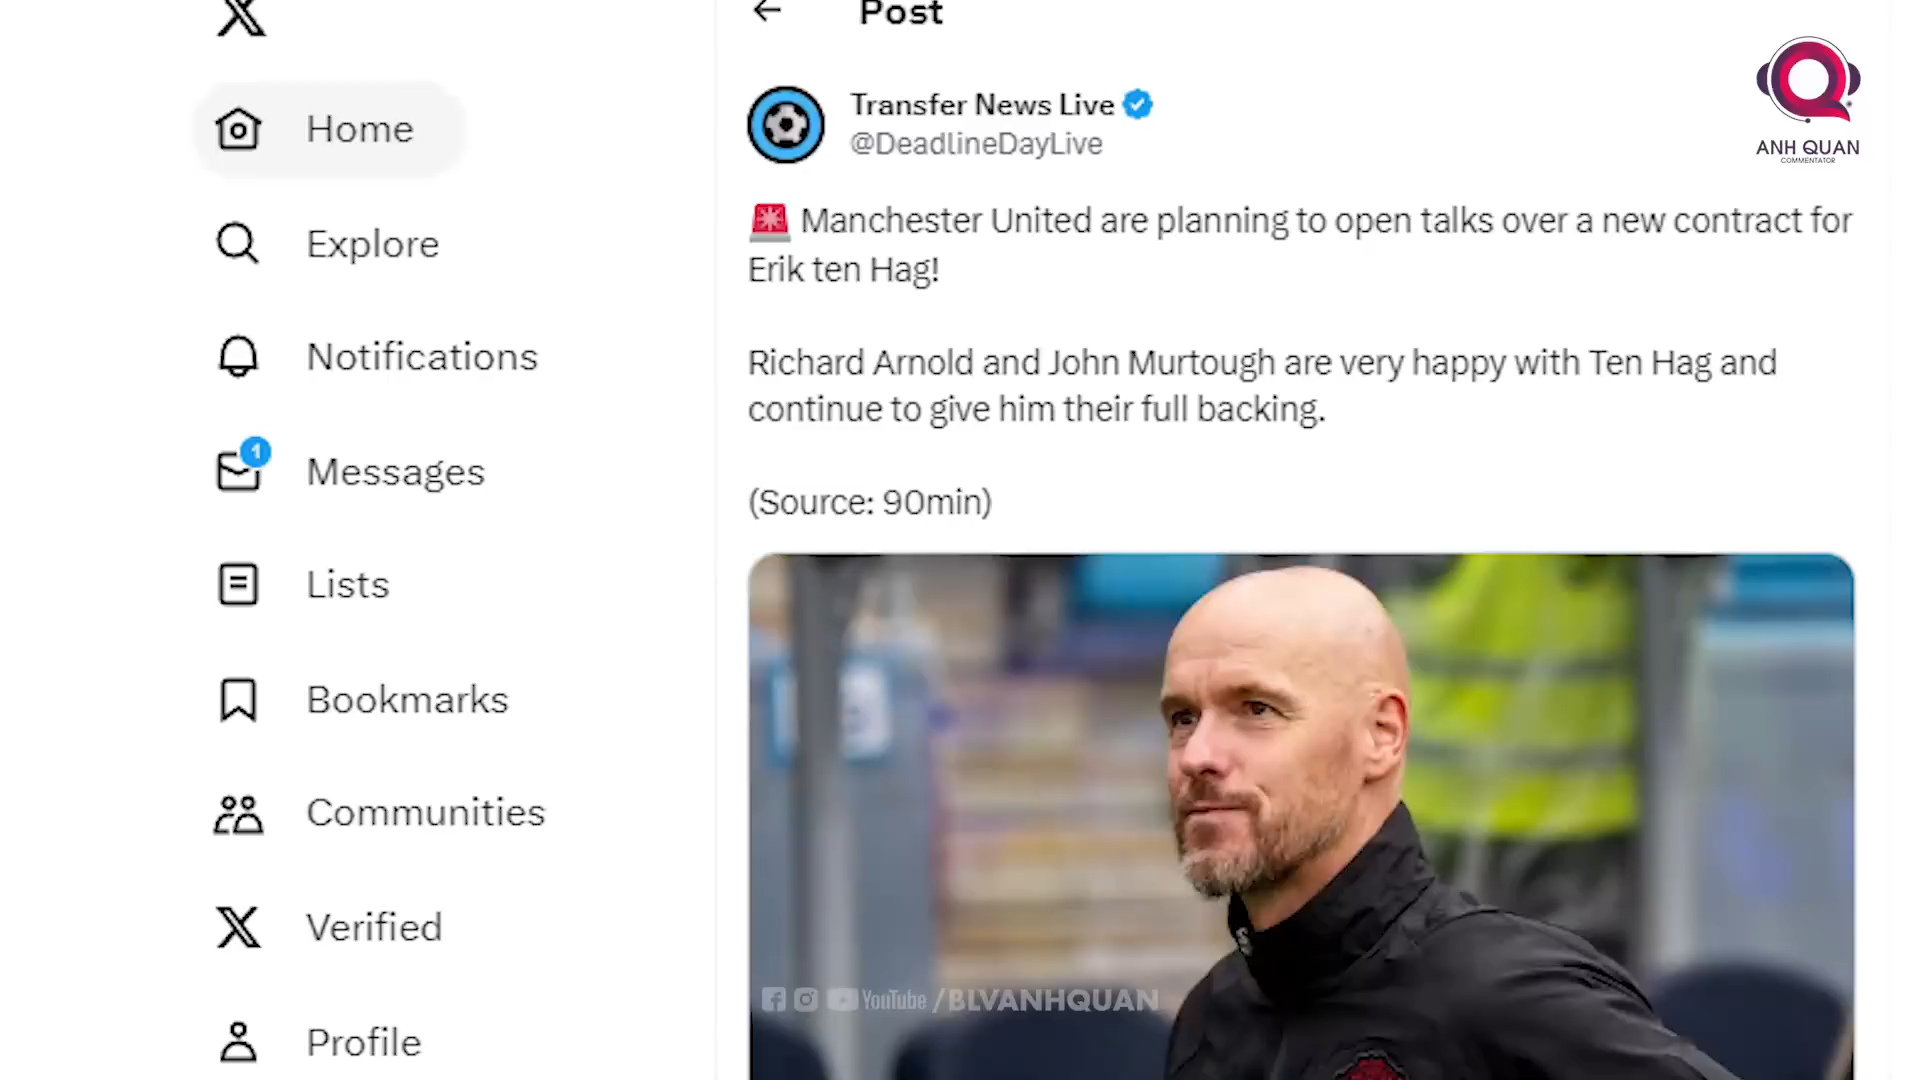 Post
ANH QUAN
COMMENTATOR
Home
Explore
Notifications
1
Messages
Lists
Bookmarks
Communities
Verified
Profile
Transfer News Live
@DeadlineDayLive
🚨 Manchester United are planning to open talks over a new contract for
Erik ten Hag!
Richard Arnold and John Murtough are very happy with Ten Hag and
continue to give him their full backing.
(Source: 90min)
YouTube /BLVANHQUAN